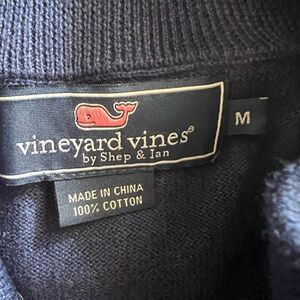 vineyard vines®
by Shep & Ian
M
MADE IN CHINA
100% COTTON